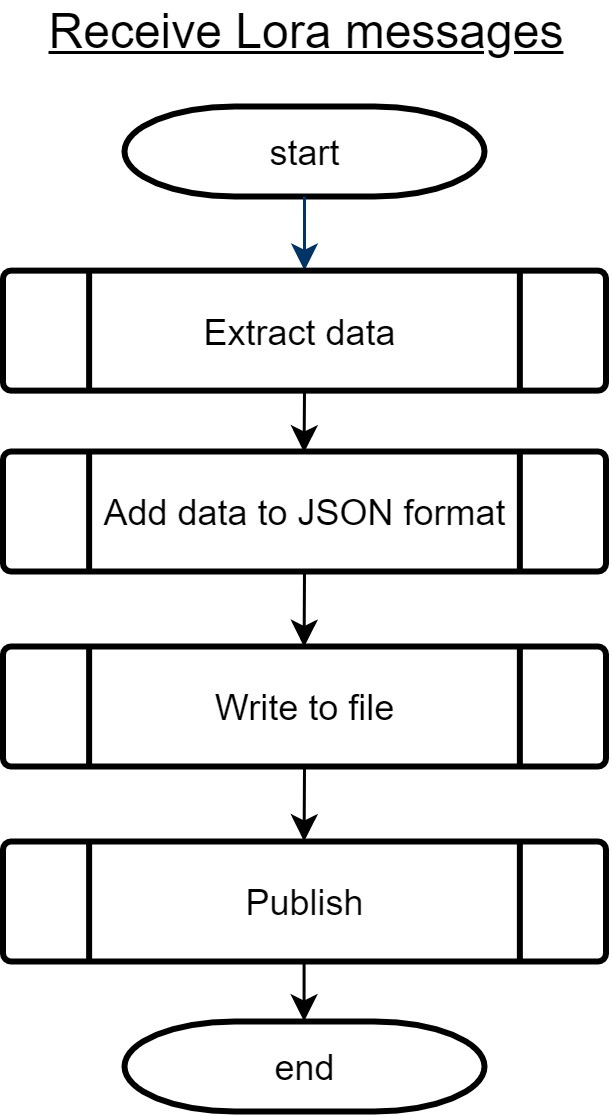 Receive Lora messages
start
Extract data
Add data to JSON format
Write to file
Publish
end